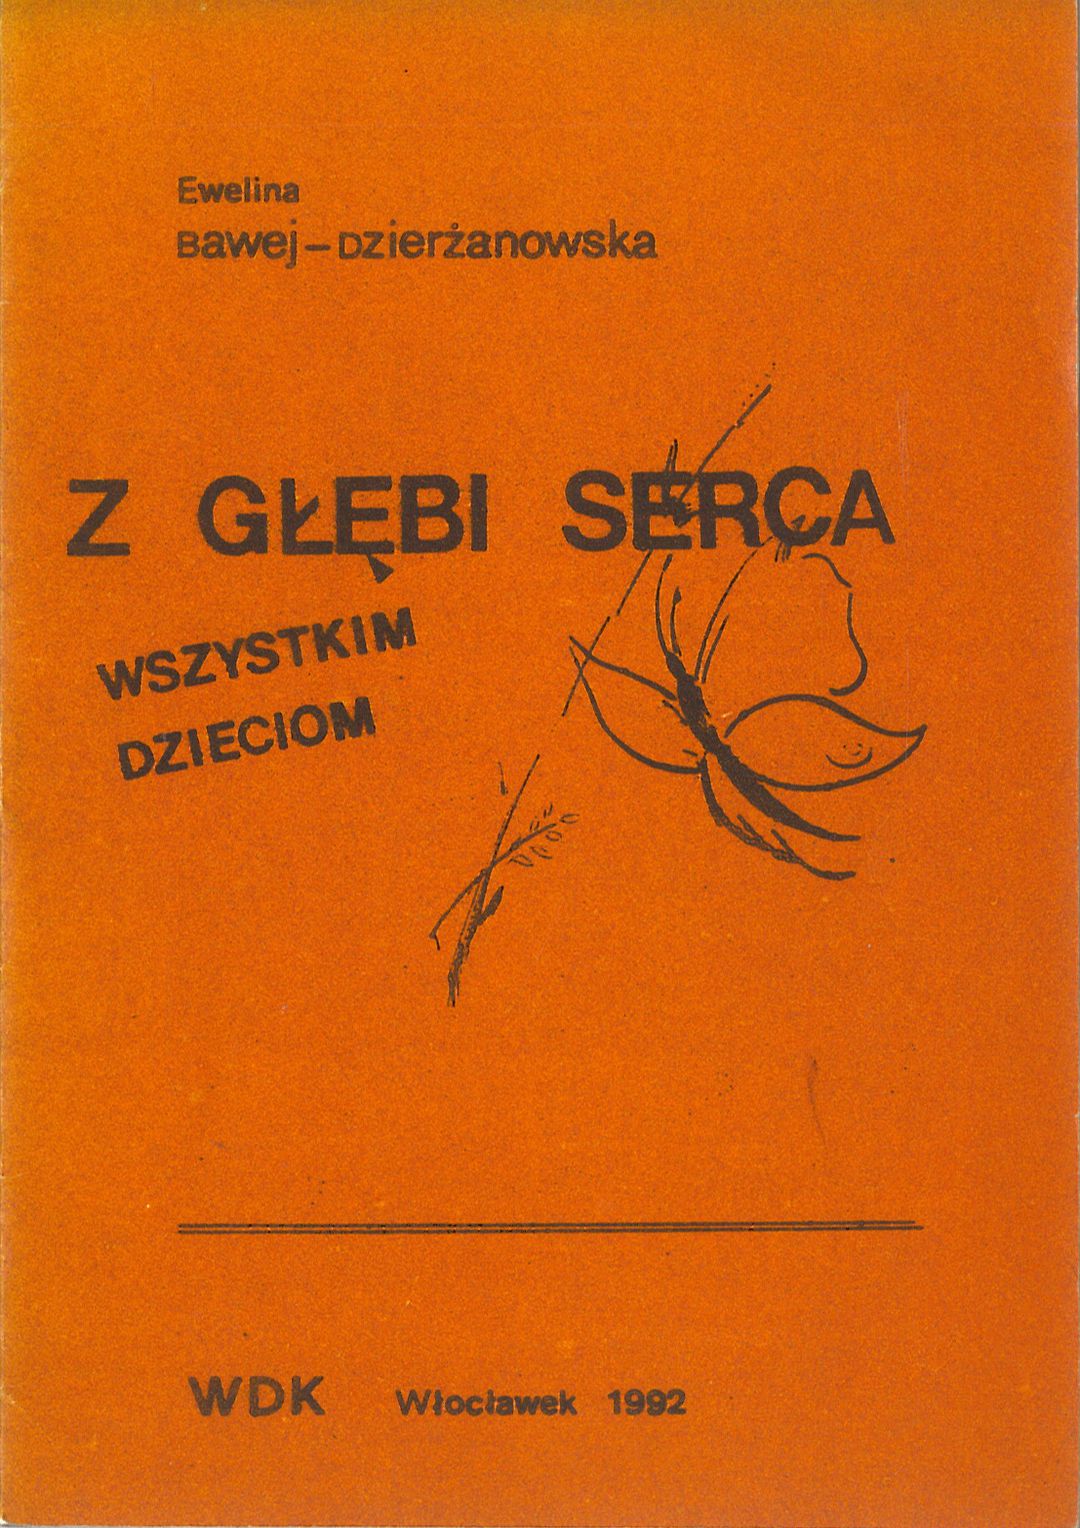 Ewelina
Bawej – Dzierżanowska
Z GŁĘBI SERCA
WSZYSTKIM
DZIECIOM
WDK Włocławek 1992